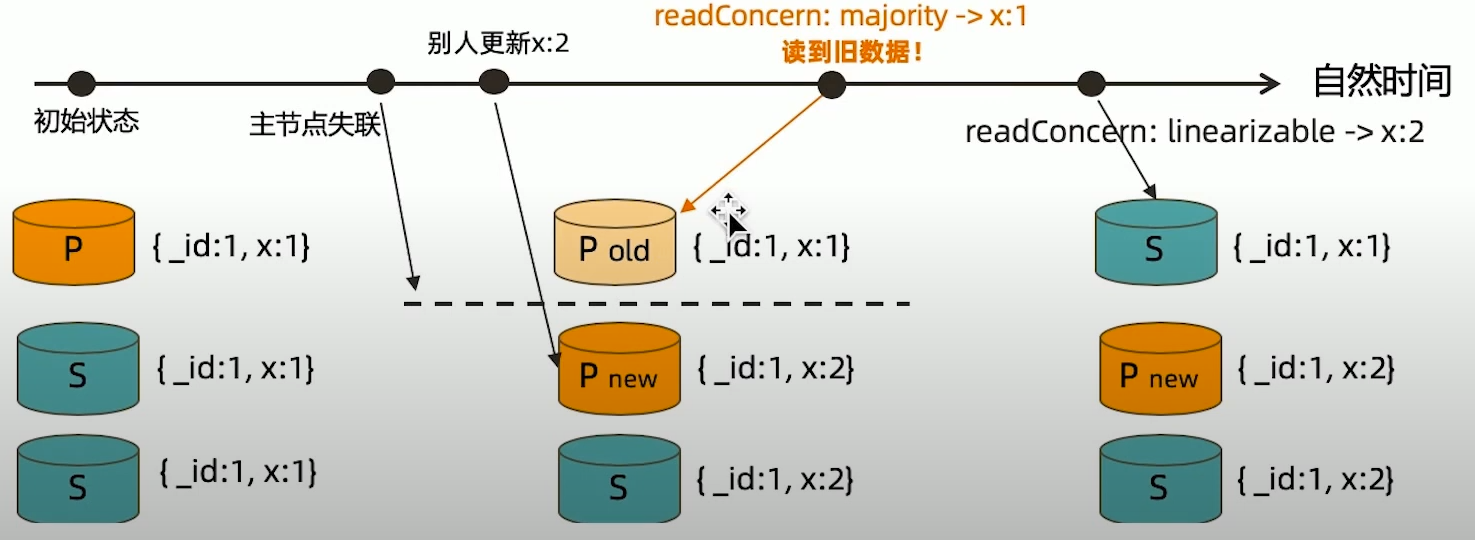 readConcern: majority -> x:1
读到旧数据！
别人更新x:2
自然时间
初始状态
主节点失联
readConcern: linearizable -> x:2
P
{ _id:1, x:1}
P old
{ _id:1, x:1}
S
{ _id:1, x:1}
S
{ _id:1, x:1}
P new
{ _id:1, x:2}
P new
{ _id:1, x:2}
S
{ _id:1, x:1}
S
{ _id:1, x:2}
S
{ _id:1, x:2}